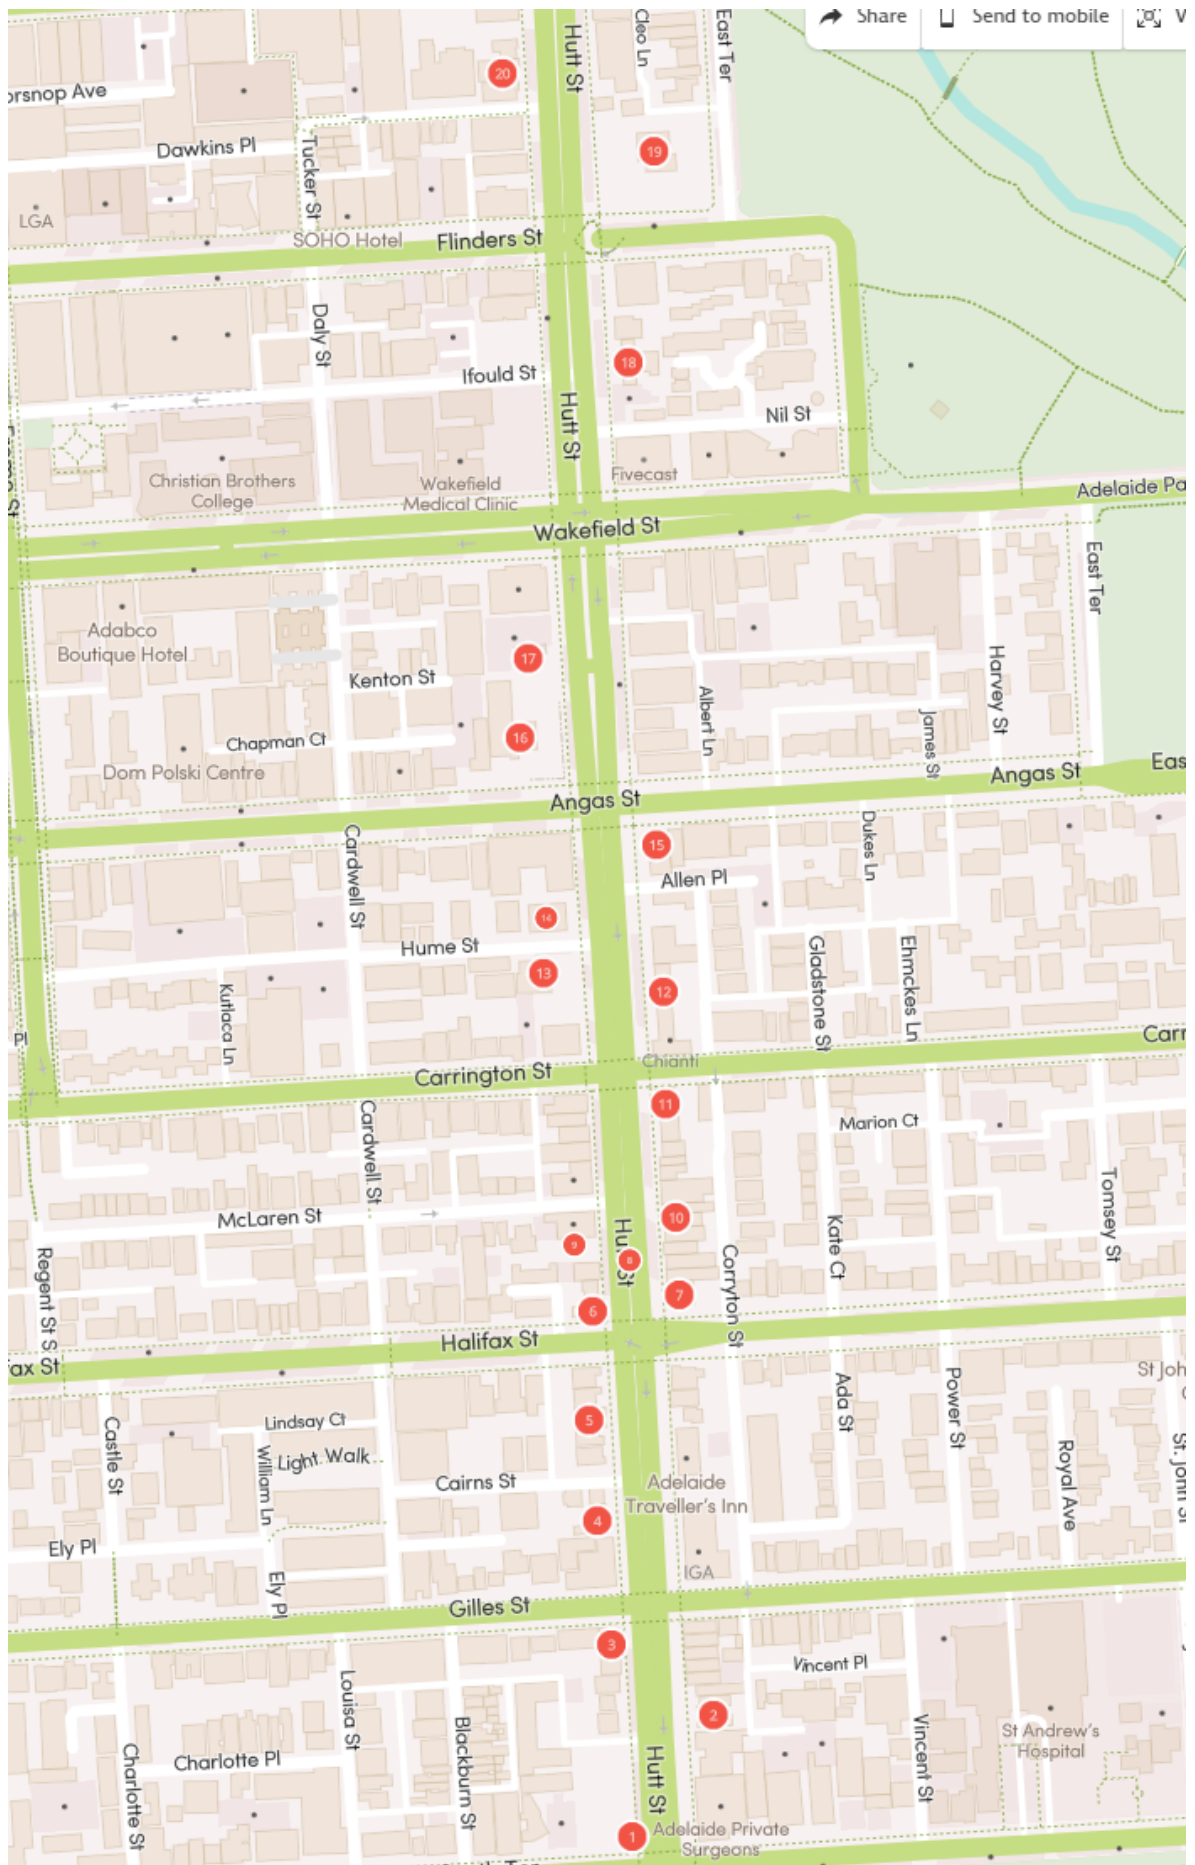 Share
Send to mobile
Hutt St
Cleo Ln
East Ter
20
orsnop Ave
Dawkins Pl
Tucker St
19
LGA
SOHO Hotel
Flinders St
Daly St
Ifould St
18
Hutt St
Nil St
Christian Brothers
College
Wakefield
Medical Clinic
Fivecast
Adelaide Pa
Wakefield St
East Ter
Adabco
Boutique Hotel
17
Kenton St
Harvey St
Albert Ln
James St
16
Chapman Ct
Dom Polski Centre
Angas St
Angas St
Eas
Cardwell St
15
Dukes Ln
Allen Pl
14
Hume St
13
12
Gladstone St
Ehmckes Ln
Kutlaca Ln
Pl
Carr
Chianti
Carrington St
11
Marion Ct
Cardwell St
Tomsey St
McLaren St
10
Kate Ct
Hutt St
9
8
Regent St S
Corryton St
7
6
Halifax St
fax St
St Joh
Ada St
Power St
Castle St
Lindsay Ct
5
William Ln
Light Walk
Royal Ave
St. John St
Cairns St
Adelaide
Traveller's Inn
4
Ely Pl
IGA
Ely Pl
Gilles St
3
Vincent Pl
Louisa St
2
Blackburn St
Vincent St
St Andrew's
Hospital
Charlotte Pl
Charlotte St
Hutt St
1
Adelaide Private
Surgeons